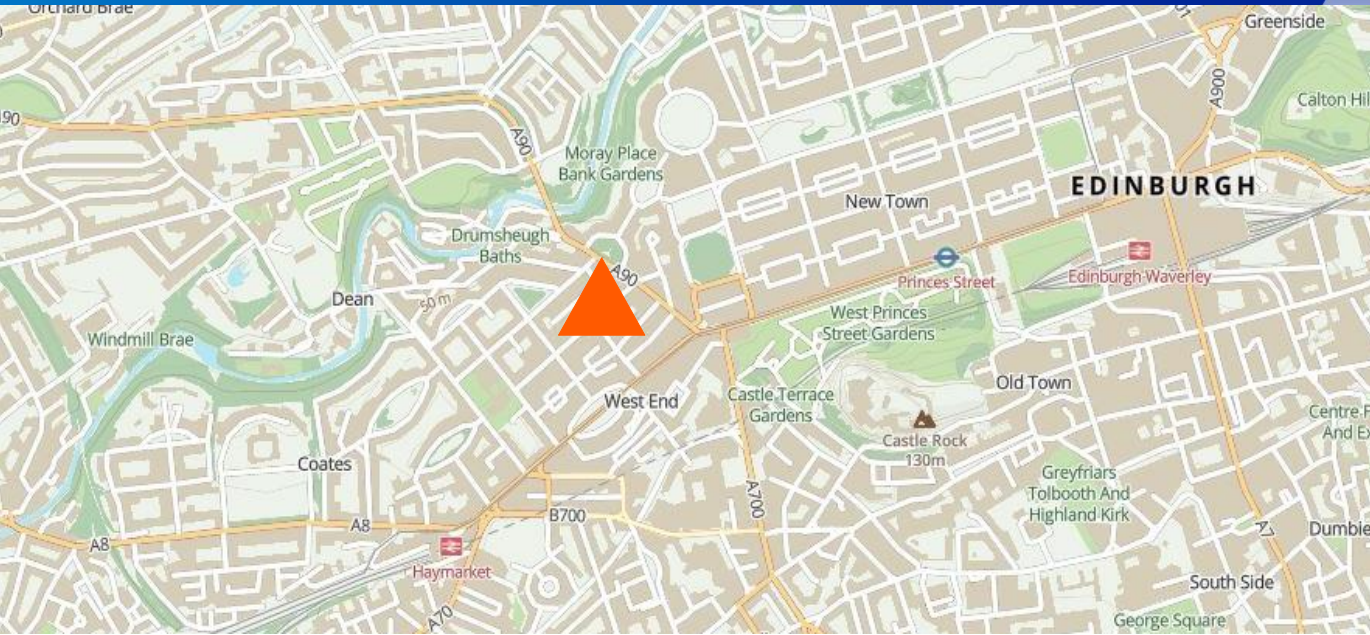 Orchard Brae
Greenside
A900
Calton Hil
A90
Moray Place
Bank Gardens
EDINBURGH
New Town
Drumsheugh
Baths
A90
Edinburgh-Waverley
Princes Street
Dean
50 m
West Princes
Street Gardens
Windmill Brae
Old Town
Castle Terrace
Gardens
West End
Centre
And Ex
Castle Rock
130m
Coates
Greyfriars
Tolbooth And
Highland Kirk
A700
B700
A8
A7
Dumbie
A8
Haymarket
South Side
A70
George Square